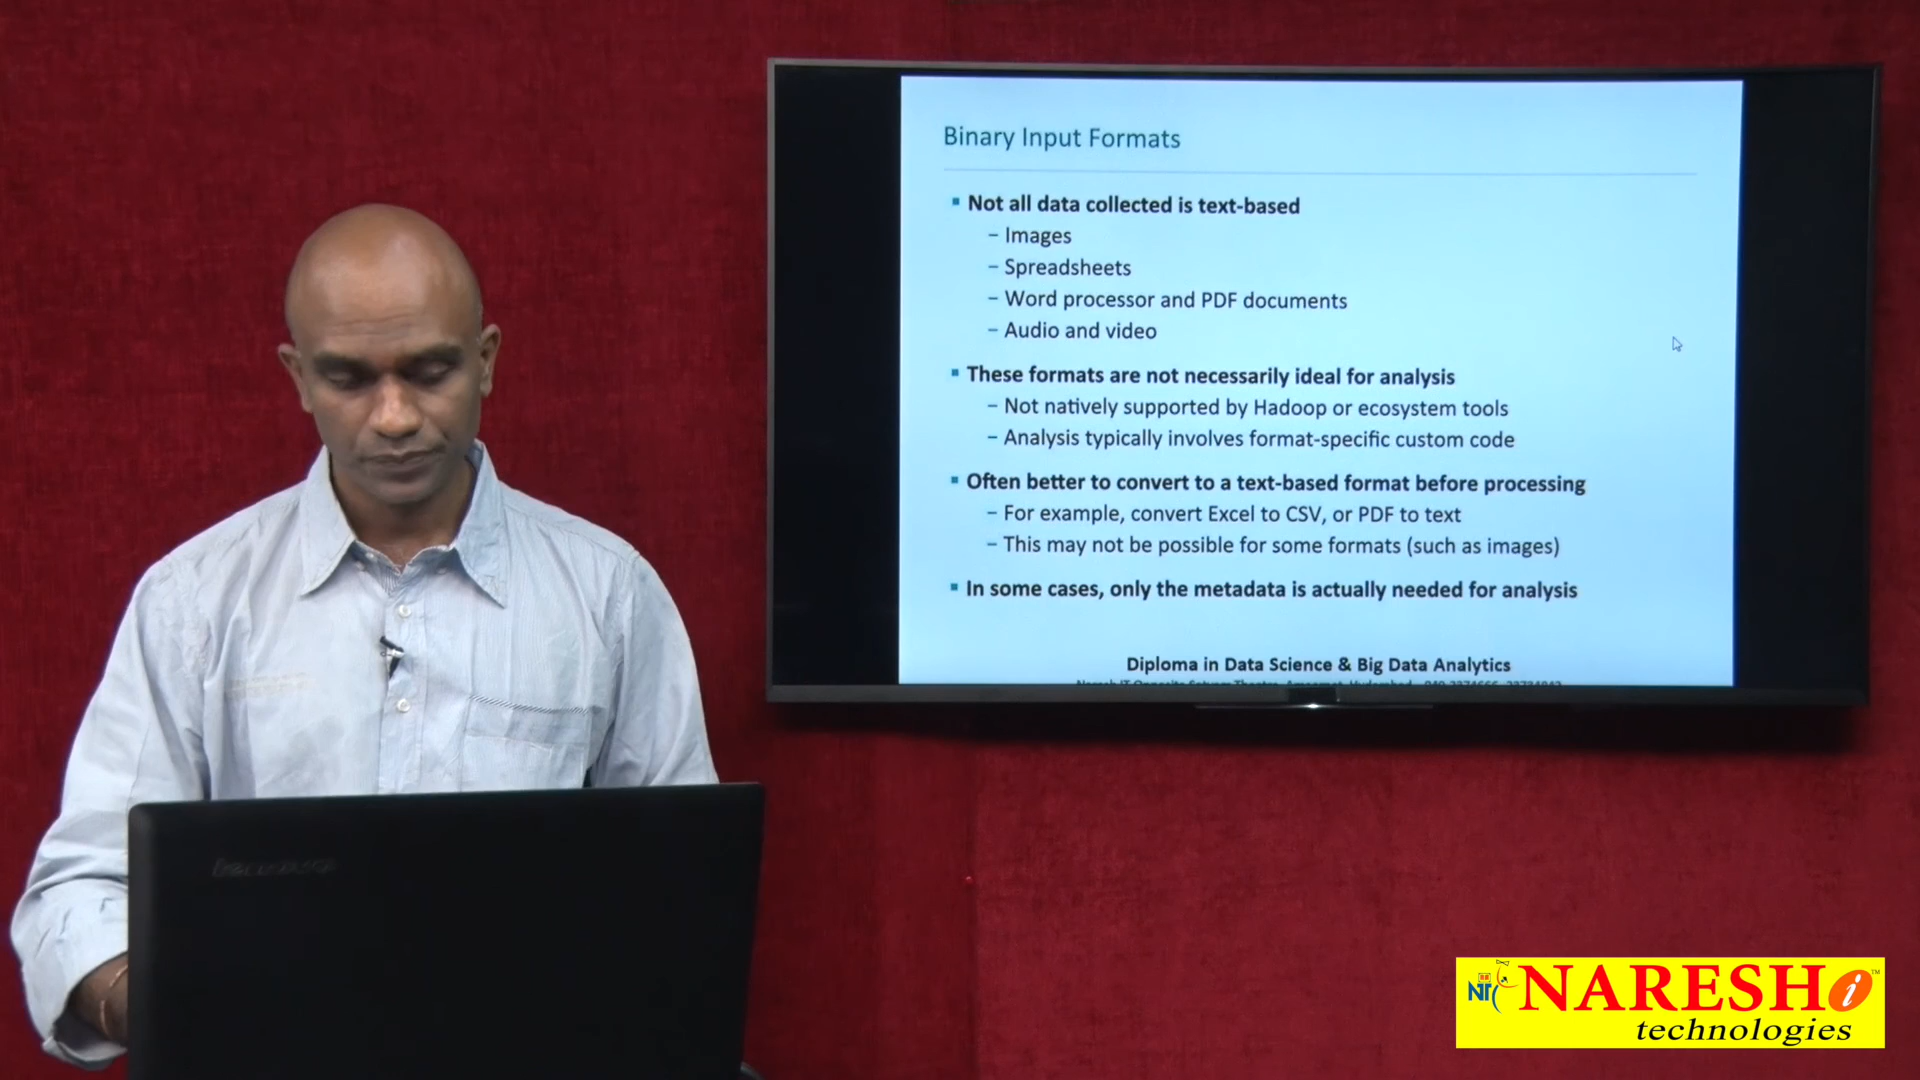 Binary Input Formats
▪ Not all data collected is text-based
– Images
– Spreadsheets
– Word processor and PDF documents
– Audio and video
▪ These formats are not necessarily ideal for analysis
– Not natively supported by Hadoop or ecosystem tools
– Analysis typically involves format-specific custom code
▪ Often better to convert to a text-based format before processing
– For example, convert Excel to CSV, or PDF to text
– This may not be possible for some formats (such as images)
▪ In some cases, only the metadata is actually needed for analysis
Diploma in Data Science & Big Data Analytics
NARESH i ™
technologies